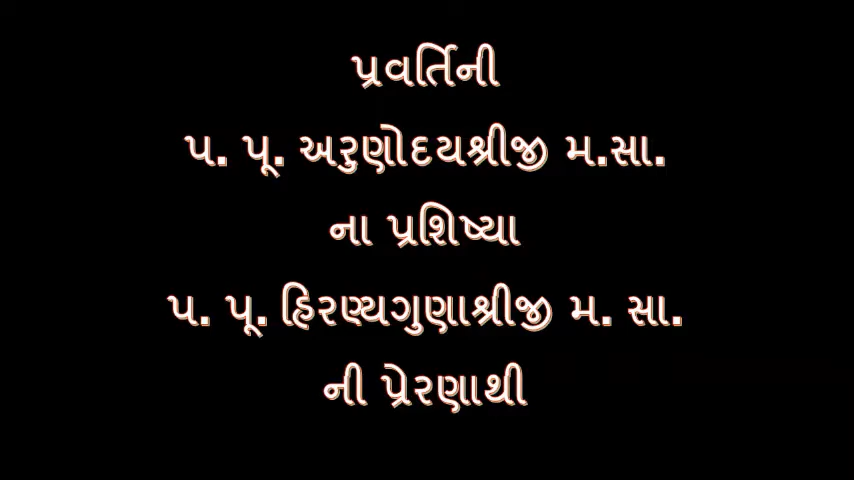 પ્રવર્તિની
પ. પૂ. અરુણોદયશ્રીજી મ.સા.
ના પ્રશિષ્યા
પ. પૂ. હિરણ્યગુણાશ્રીજી મ. સા.
ની પ્રેરણાથી